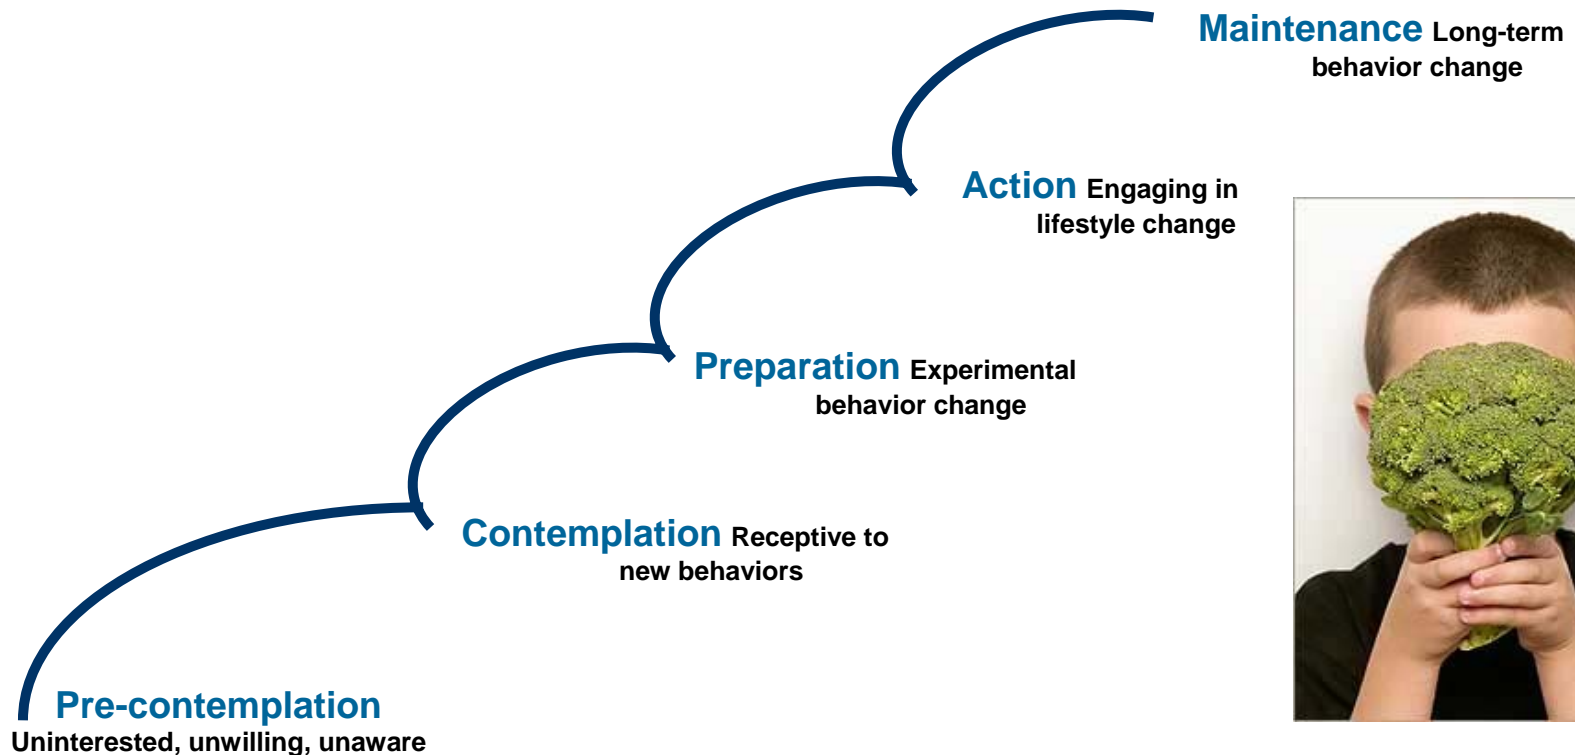 Maintenance Long-term
behavior change
Action Engaging in
lifestyle change
Preparation Experimental
behavior change
Contemplation Receptive to
new behaviors
Pre-contemplation
Uninterested, unwilling, unaware